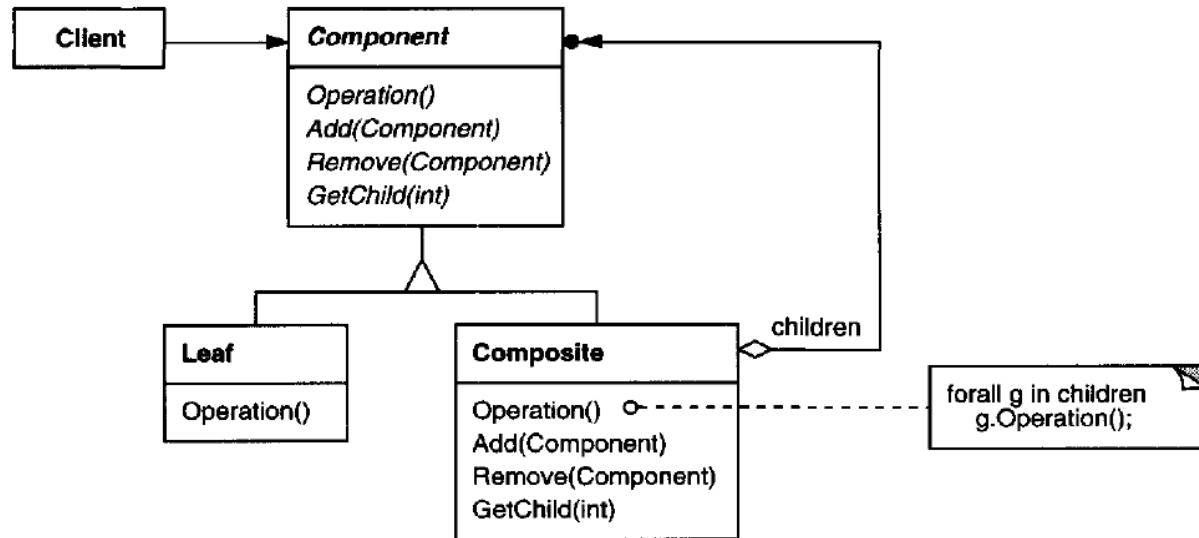 Client
Component
Operation()
Add(Component)
Remove(Component)
GetChild(int)
Leaf
Operation()
Composite
Operation()
Add(Component)
Remove(Component)
GetChild(int)
children
forall g in children
g.Operation();